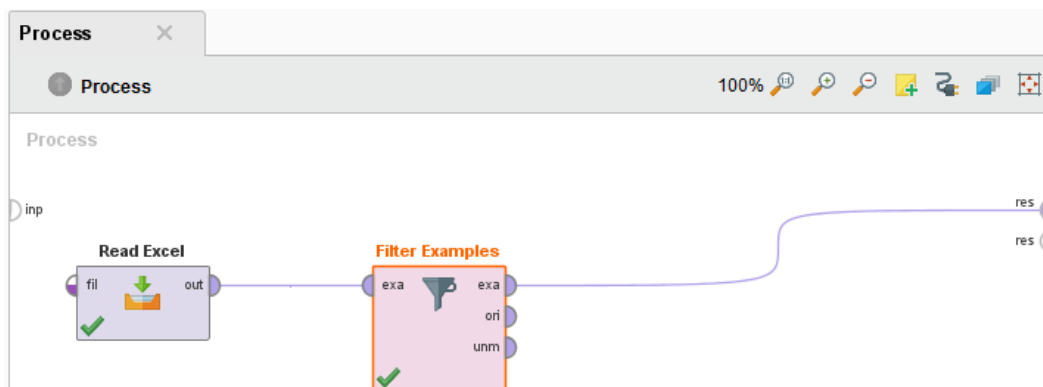 Process
Process
100%
Process
inp
res
res
Read Excel
fil
out
Filter Examples
exa
exa
ori
unm